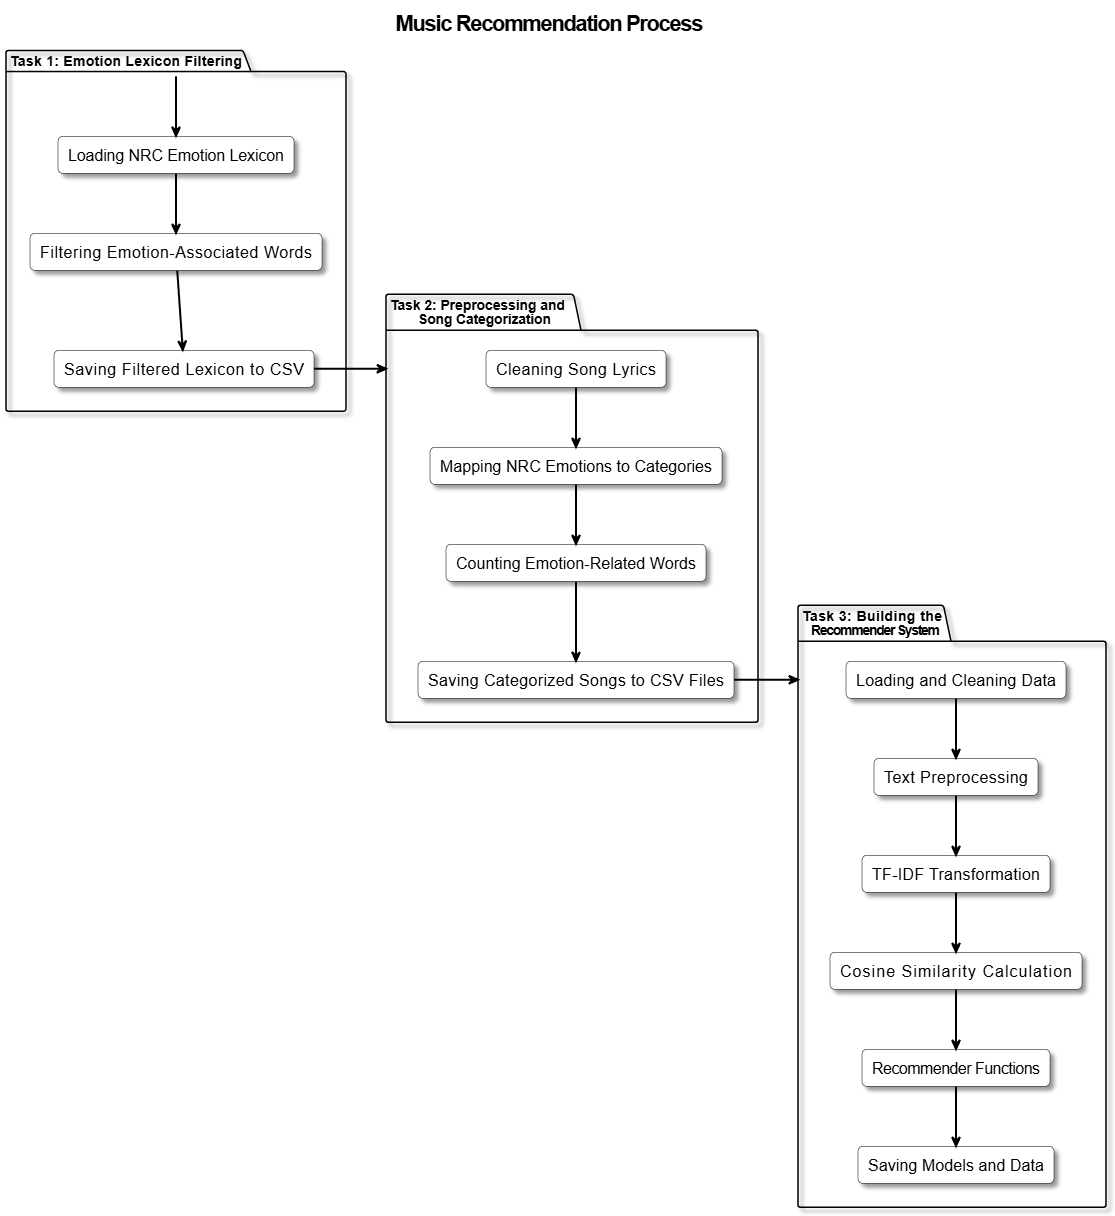 Music Recommendation Process
Task 1: Emotion Lexicon Filtering
Loading NRC Emotion Lexicon
Filtering Emotion-Associated Words
Saving Filtered Lexicon to CSV
Task 2: Preprocessing and
Song Categorization
Cleaning Song Lyrics
Mapping NRC Emotions to Categories
Counting Emotion-Related Words
Saving Categorized Songs to CSV Files
Task 3: Building the
Recommender System
Loading and Cleaning Data
Text Preprocessing
TF-IDF Transformation
Cosine Similarity Calculation
Recommender Functions
Saving Models and Data